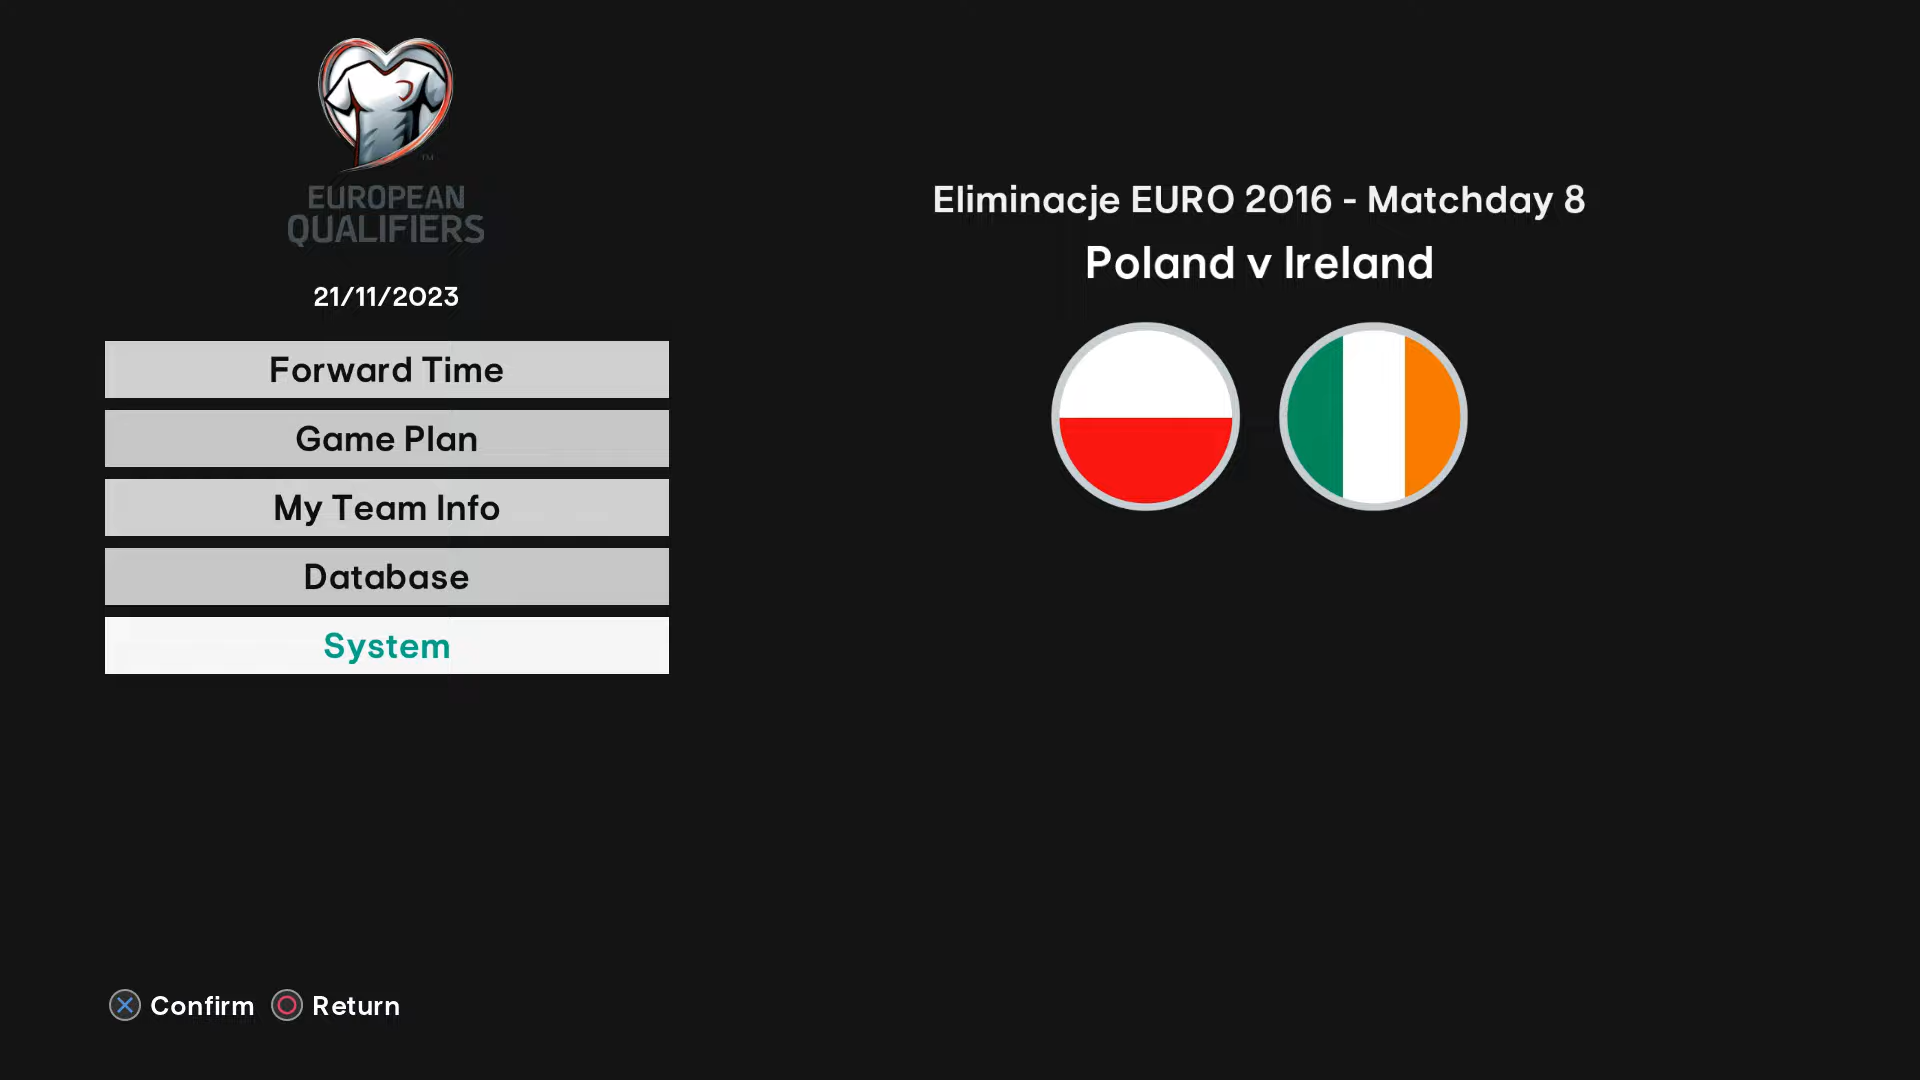 TM
EUROPEAN
QUALIFIERS
21/11/2023
Forward Time
Game Plan
My Team Info
Database
System
Eliminacje EURO 2016 - Matchday 8
Poland v Ireland
Confirm Return